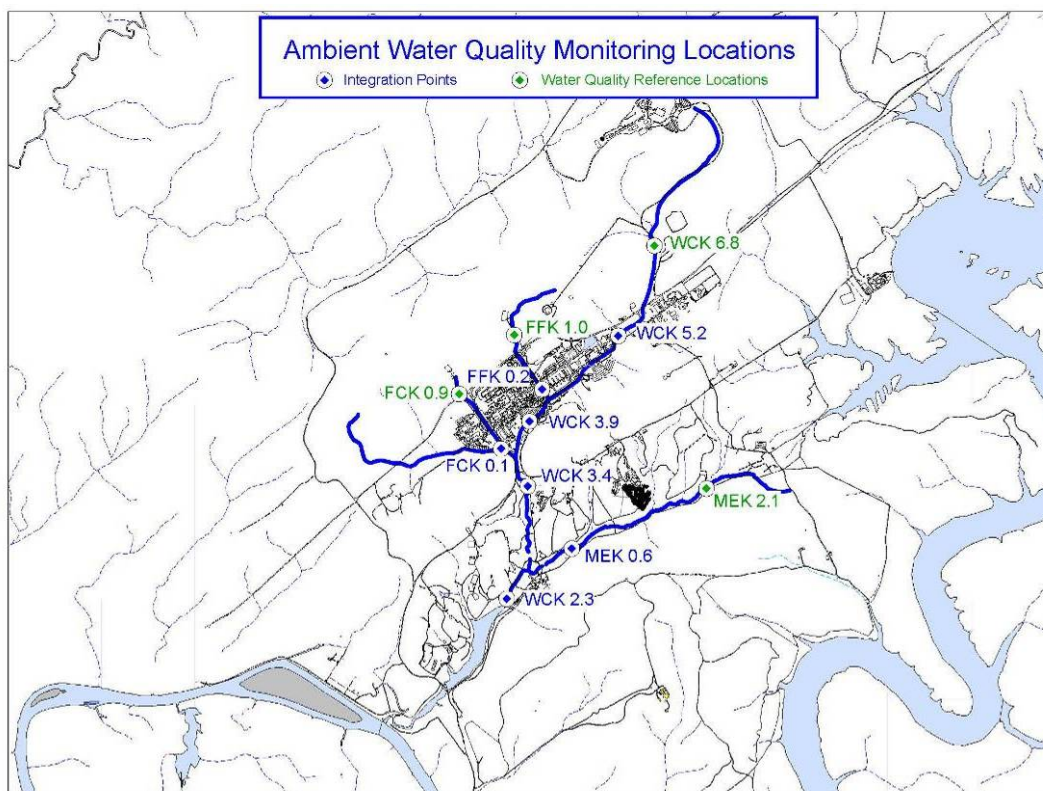 Ambient Water Quality Monitoring Locations
Integration Points
Water Quality Reference Locations
WCK 6.8
FFK 1.0
WCK 5.2
FFK 0.2
FCK 0.9
WCK 3.9
FCK 0.1
WCK 3.4
MEK 2.1
MEK 0.6
WCK 2.3